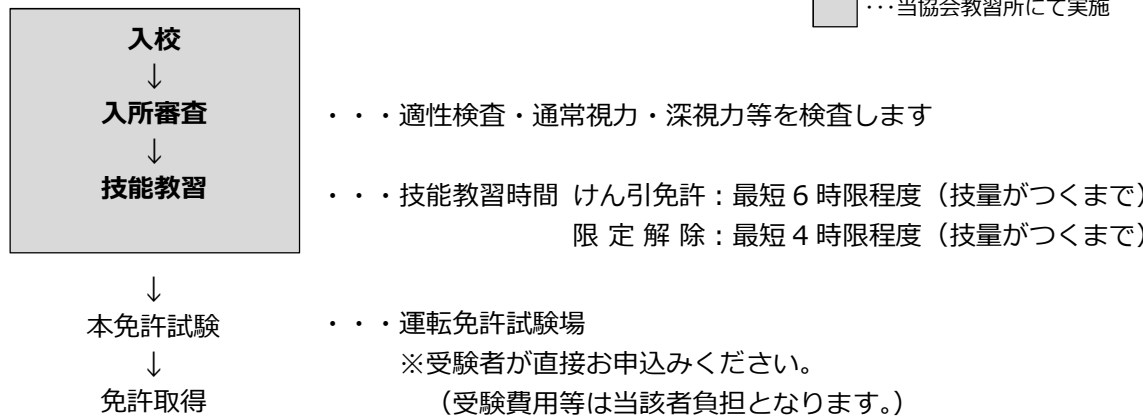 ・・・当協会教習所にて実施
入校
↓
入所審査 ・・・適性検査・通常視力・深視力等を検査します
↓
技能教習 ・・・技能教習時間 けん引免許：最短６時限程度（技量がつくまで）
限 定 解 除：最短４時限程度（技量がつくまで）
↓
本免許試験 ・・・運転免許試験場
↓ ※受験者が直接お申込みください。
免許取得 （受験費用等は当該者負担となります。）